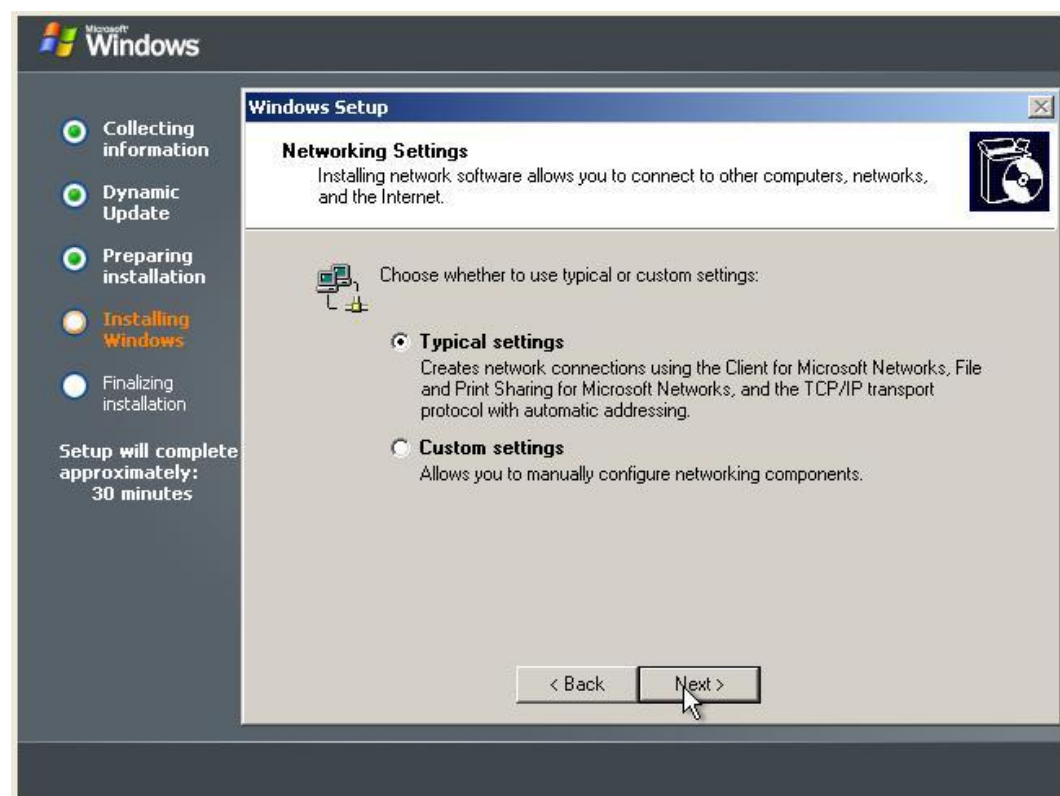 Microsoft
Windows
Collecting
information
Dynamic
Update
Preparing
installation
Installing
Windows
Finalizing
installation
Setup will complete
approximately:
30 minutes
Windows Setup
Networking Settings
Installing network software allows you to connect to other computers, networks,
and the Internet.
Choose whether to use typical or custom settings:
Typical settings
Creates network connections using the Client for Microsoft Networks, File
and Print Sharing for Microsoft Networks, and the TCP/IP transport
protocol with automatic addressing.
Custom settings
Allows you to manually configure networking components.
< Back
Next >